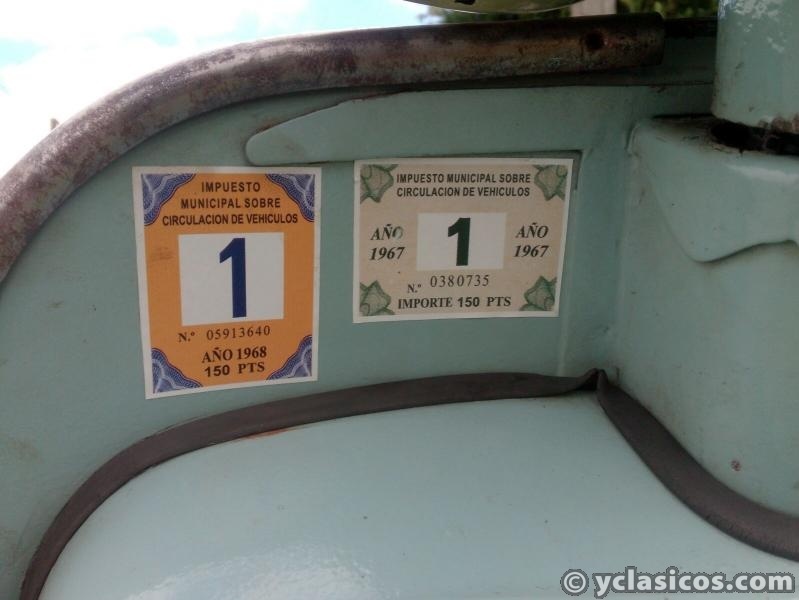 IMPUESTO
MUNICIPAL SOBRE
CIRCULACION DE VEHICULOS
1
N.º 05913640
AÑO 1968
150 PTS
IMPUESTO MUNICIPAL SOBRE
CIRCULACION DE VEHICULOS
AÑO 1967
1
AÑO 1967
N.º 0380735
IMPORTE 150 PTS
© yclasicos.com